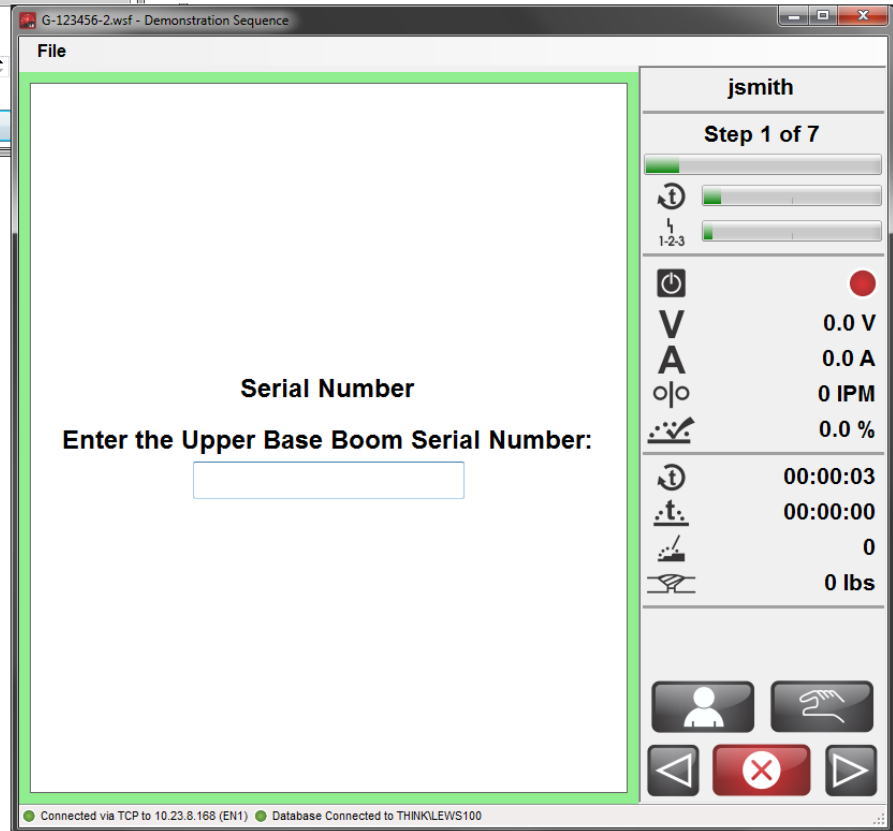 G-123456-2.wsf - Demonstration Sequence
File
jsmith
Step 1 of 7
t
1-2-3
V 0.0 V
A 0.0 A
0 IPM
0.0 %
Serial Number
Enter the Upper Base Boom Serial Number:
t 00:00:03
.t. 00:00:00
0
0 lbs
Connected via TCP to 10.23.8.168 (EN1) Database Connected to THINK\LEWS100